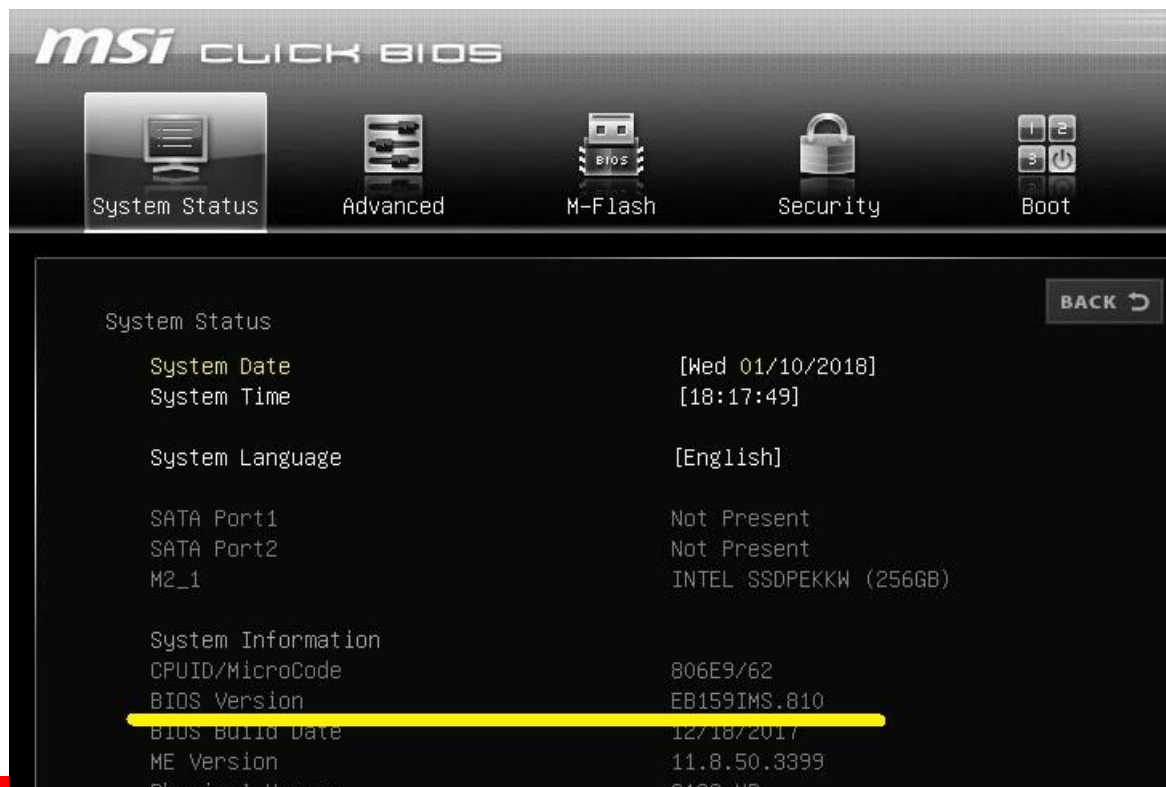 msi CLICK BIOS
System Status Advanced M-Flash Security Boot
BIOS
1 2
3
BACK
System Status
System Date [Wed 01/10/2018]
System Time [18:17:49]
System Language [English]
SATA Port1 Not Present
SATA Port2 Not Present
M2_1 INTEL SSDPEKKW (256GB)
System Information
CPUID/MicroCode 806E9/62
BIOS Version EB159IMS.810
BIOS Build Date 12/18/2017
ME Version 11.8.50.3399